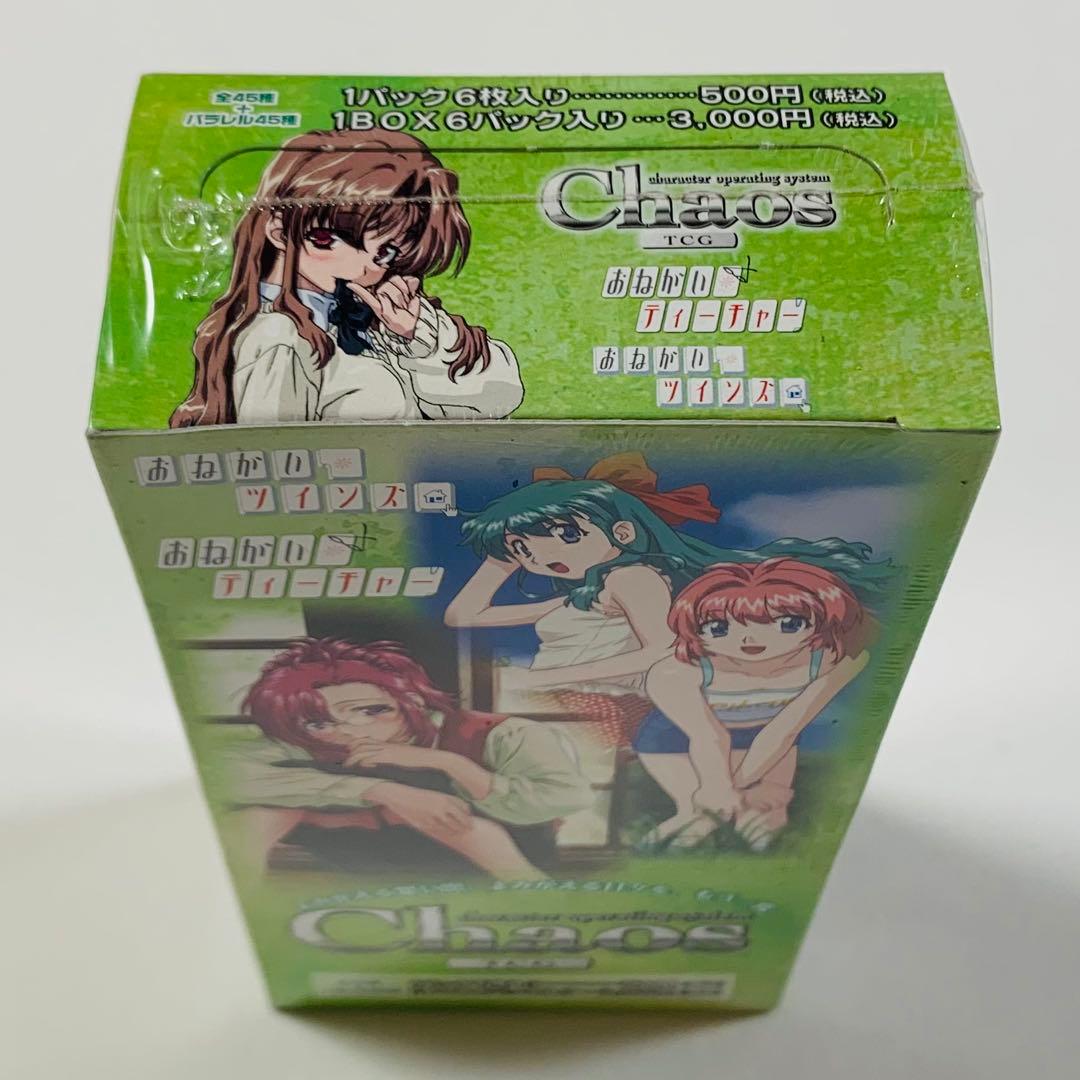 全45種
+
パラレル45種
1パック6枚入り…………500円(税込)
1BOX6パック入り…3,000円(税込)
character operating system
Chaos
TCG
おねがい☆
ティーチャー
おねがい☆
ツインズ
おねがい☆
ツインズ
おねがい☆
ティーチャー
character operating system
Chaos
TCG